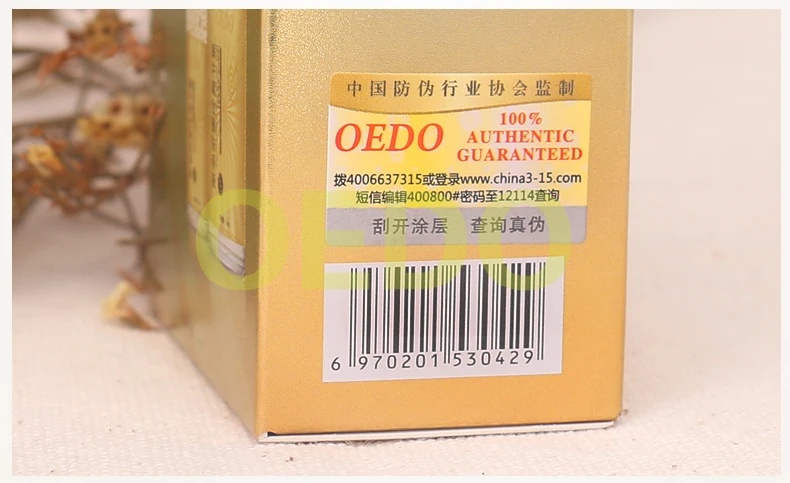 中国防伪行业协会监制
OEDO
100%
AUTHENTIC
GUARANTEED
拨4006637315或登录www.china3-15.com
短信编辑400800#密码至12114查询
刮开涂层 查询真伪
OEDO
6 970201 530429